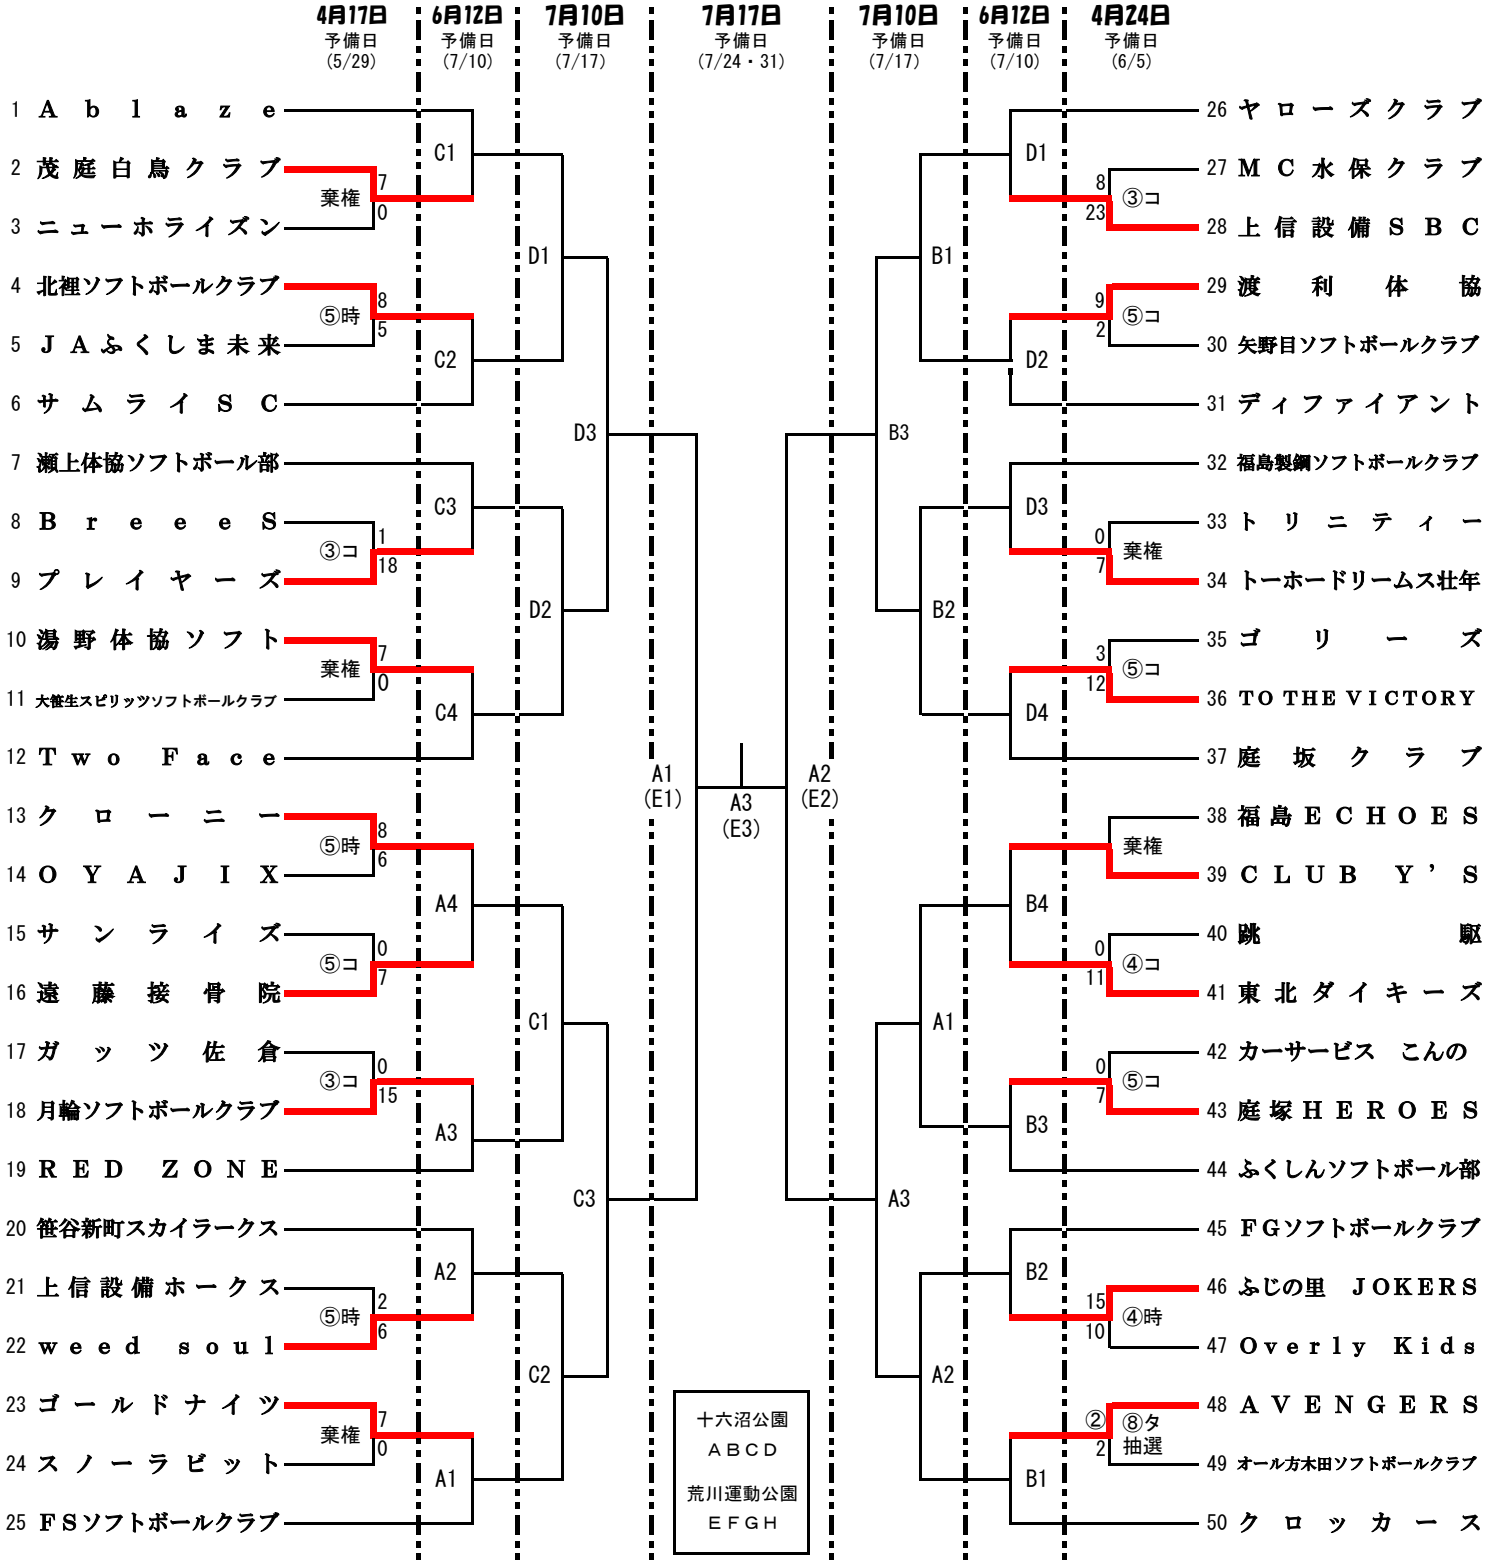 4月17日 6月12日 7月10日 7月17日 7月10日 6月12日 4月24日
予備日 予備日 予備日 予備日 予備日 予備日 予備日
(5/29) (7/10) (7/17) (7/24・31) (7/17) (7/10) (6/5)
1 Ablaze
2 茂庭白鳥クラブ
3 ニューホライズン
4 北裡ソフトボールクラブ
5 JAふくしま未来
6 サムライSC
7 瀬上体協ソフトボール部
8 BreeeS
9 プレイヤーズ
10 湯野体協ソフト
11 大笹生スピリッツソフトボールクラブ
12 Two Face
13 クローニー
14 OYAJIX
15 サンライズ
16 遠藤接骨院
17 ガッツ佐倉
18 月輪ソフトボールクラブ
19 RED ZONE
20 笹谷新町スカイラークス
21 上信設備ホークス
22 weed soul
23 ゴールドナイツ
24 スノーラビット
25 FSソフトボールクラブ
7
棄権
0
8
⑤時
5
1
③コ
18
7
棄権
0
8
⑤時
6
0
⑤コ
7
0
③コ
15
2
⑤時
6
7
棄権
0
C1
C2
C3
C4
A4
A3
A2
A1
D1
D2
C1
C2
D3
C3
A1
(E1)
A3
(E3)
A2
(E2)
十六沼公園
ABCD
荒川運動公園
EFGH
B3
A3
B1
B2
A1
A2
D1
D2
D3
D4
B4
B3
B2
B1
8
③コ
23
9
⑤コ
2
0
棄権
7
3
⑤コ
12
棄権
0
④コ
11
0
⑤コ
7
15
④時
10
② ⑧タ
2 抽選
26 ヤローズクラブ
27 MC水保クラブ
28 上信設備SBC
29 渡利体協
30 矢野目ソフトボールクラブ
31 ディファイアント
32 福島製鋼ソフトボールクラブ
33 トリニティー
34 トーホードリームス壮年
35 ゴリーズ
36 TO THE VICTORY
37 庭坂クラブ
38 福島ECHOES
39 CLUB Y'S
40 跳駆
41 東北ダイキーズ
42 カーサービス こんの
43 庭塚HEROES
44 ふくしんソフトボール部
45 FGソフトボールクラブ
46 ふじの里 JOKERS
47 Overly Kids
48 AVENGERS
49 オール方木田ソフトボールクラブ
50 クロッカース